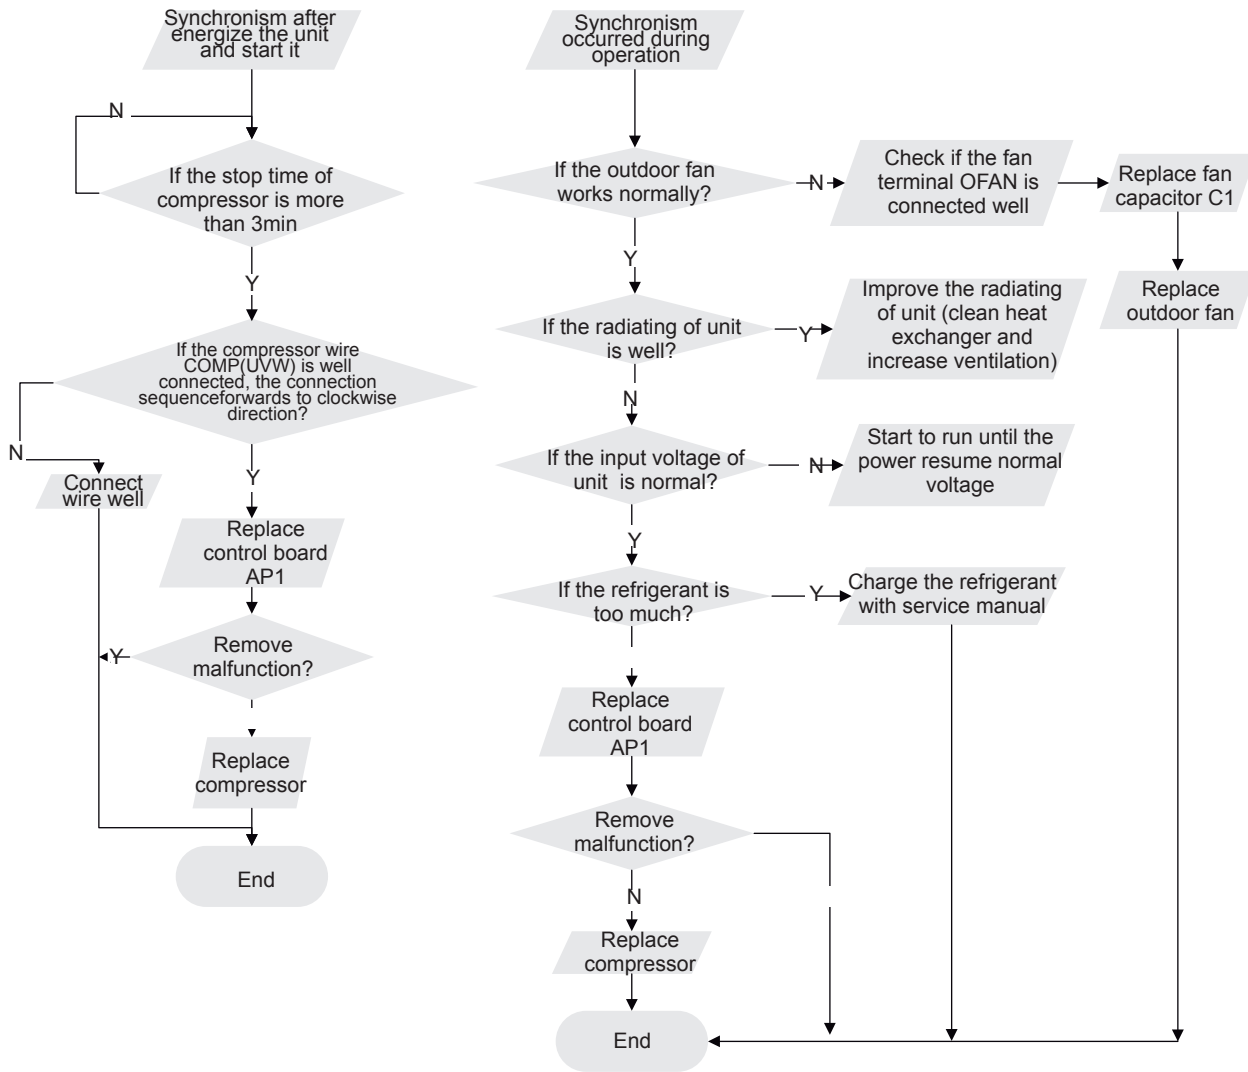 Synchronism after
energize the unit
and start it
N
If the stop time of
compressor is more
than 3min
Y
If the compressor wire
COMP(UVW) is well
connected, the connection
sequenceforwards to clockwise
direction?
N
Connect
wire well
Y
Replace
control board
AP1
Remove
malfunction?
Y
Replace
compressor
End
Synchronism
occurred during
operation
If the outdoor fan
works normally?
N
Check if the fan
terminal OFAN is
connected well
Replace fan
capacitor C1
Replace
outdoor fan
Y
If the radiating of unit
is well?
Y
Improve the radiating
of unit (clean heat
exchanger and
increase ventilation)
N
If the input voltage of
unit is normal?
N
Start to run until the
power resume normal
voltage
Y
If the refrigerant is
too much?
Y
Charge the refrigerant
with service manual
Replace
control board
AP1
Remove
malfunction?
N
Replace
compressor
End